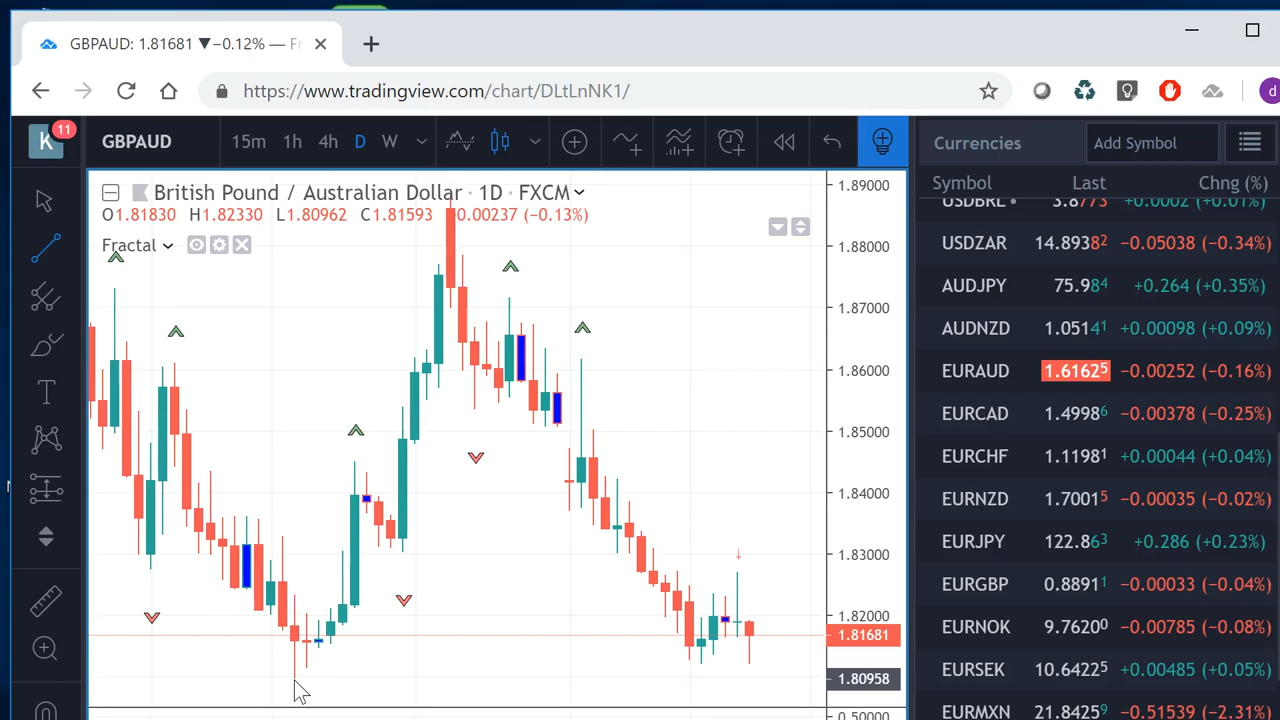 GBPAUD: 1.81681 ▼−0.12% — Fr
https://www.tradingview.com/chart/DLtLnNK1/
d
K
11
GBPAUD 15m 1h 4h D W
Currencies Add Symbol
British Pound / Australian Dollar · 1D · FXCM
O1.81830 H1.82330 L1.80962 C1.81593 −0.00237 (−0.13%)
Fractal
T
1.89000
1.88000
1.87000
1.86000
1.85000
1.84000
1.83000
1.82000
1.81681
1.80958
0.50000
Symbol Last Chng (%)
USDBRL 3.8773 +0.0002 (+0.01%)
USDZAR 14.89382 −0.05038 (−0.34%)
AUDJPY 75.984 +0.264 (+0.35%)
AUDNZD 1.05141 +0.00098 (+0.09%)
EURAUD 1.61625 −0.00252 (−0.16%)
EURCAD 1.49986 −0.00378 (−0.25%)
EURCHF 1.11981 +0.00044 (+0.04%)
EURNZD 1.70015 −0.00035 (−0.02%)
EURJPY 122.863 +0.286 (+0.23%)
EURGBP 0.88911 −0.00033 (−0.04%)
EURNOK 9.76200 −0.00785 (−0.08%)
EURSEK 10.64225 +0.00485 (+0.05%)
EURMXN 21.84259 −0.51539 (−2.31%)